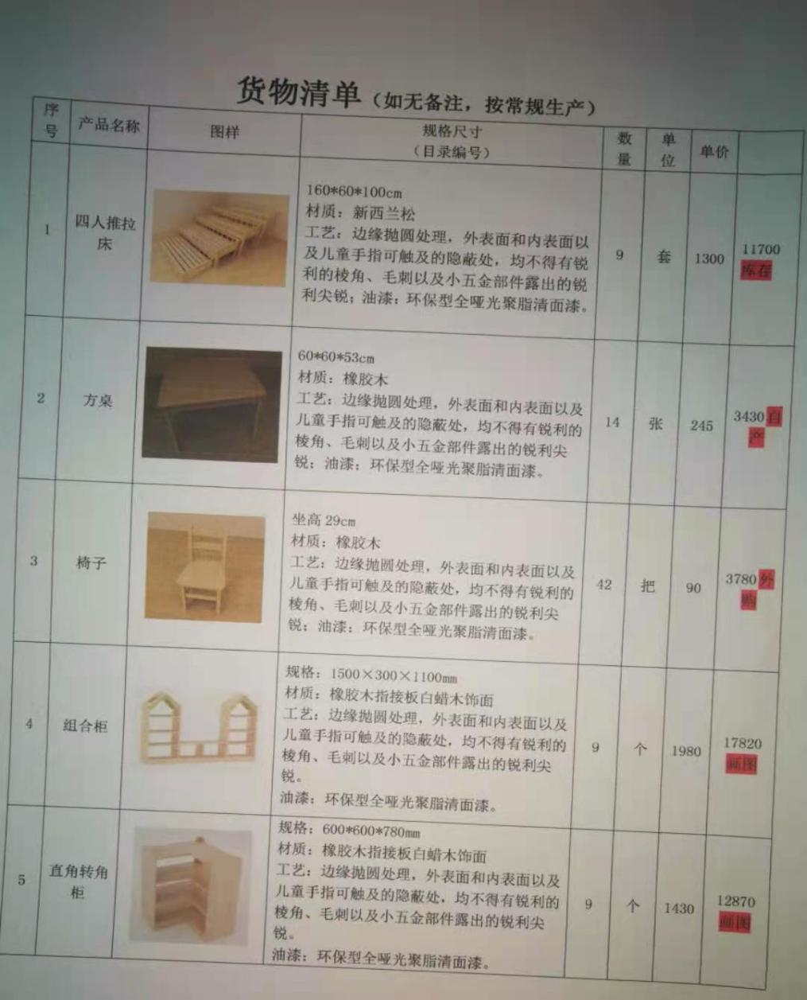 货物清单（如无备注，按常规生产）
序号 产品名称 图样 规格尺寸（目录编号） 数量 单位 单价
1
四人推拉床
160*60*100cm
材质：新西兰松
工艺：边缘抛圆处理，外表面和内表面以
及儿童手指可触及的隐蔽处，均不得有锐
利的棱角、毛刺以及小五金部件露出的锐
利尖锐；油漆：环保型全哑光聚脂清面漆。
9
套
1300
11700
库存
2
方桌
60*60*53cm
材质：橡胶木
工艺：边缘抛圆处理，外表面和内表面以及
儿童手指可触及的隐蔽处，均不得有锐利的
棱角、毛刺以及小五金部件露出的锐利尖
锐；油漆：环保型全哑光聚脂清面漆。
14
张
245
3430自
产
3
椅子
坐高29cm
材质：橡胶木
工艺：边缘抛圆处理，外表面和内表面以及
儿童手指可触及的隐蔽处，均不得有锐利的
棱角、毛刺以及小五金部件露出的锐利尖
锐；油漆：环保型全哑光聚脂清面漆。
42
把
90
3780外
购
4
组合柜
规格：1500×300×1100mm
材质：橡胶木指接板白蜡木饰面
工艺：边缘抛圆处理，外表面和内表面以及
儿童手指可触及的隐蔽处，均不得有锐利的
棱角、毛刺以及小五金部件露出的锐利尖
锐。
油漆：环保型全哑光聚脂清面漆。
9
个
1980
17820
画图
5
直角转角柜
规格：600*600*780mm
材质：橡胶木指接板白蜡木饰面
工艺：边缘抛圆处理，外表面和内表面以及
儿童手指可触及的隐蔽处，均不得有锐利的
棱角、毛刺以及小五金部件露出的锐利尖
锐。
油漆：环保型全哑光聚脂清面漆。
9
个
1430
12870
画图